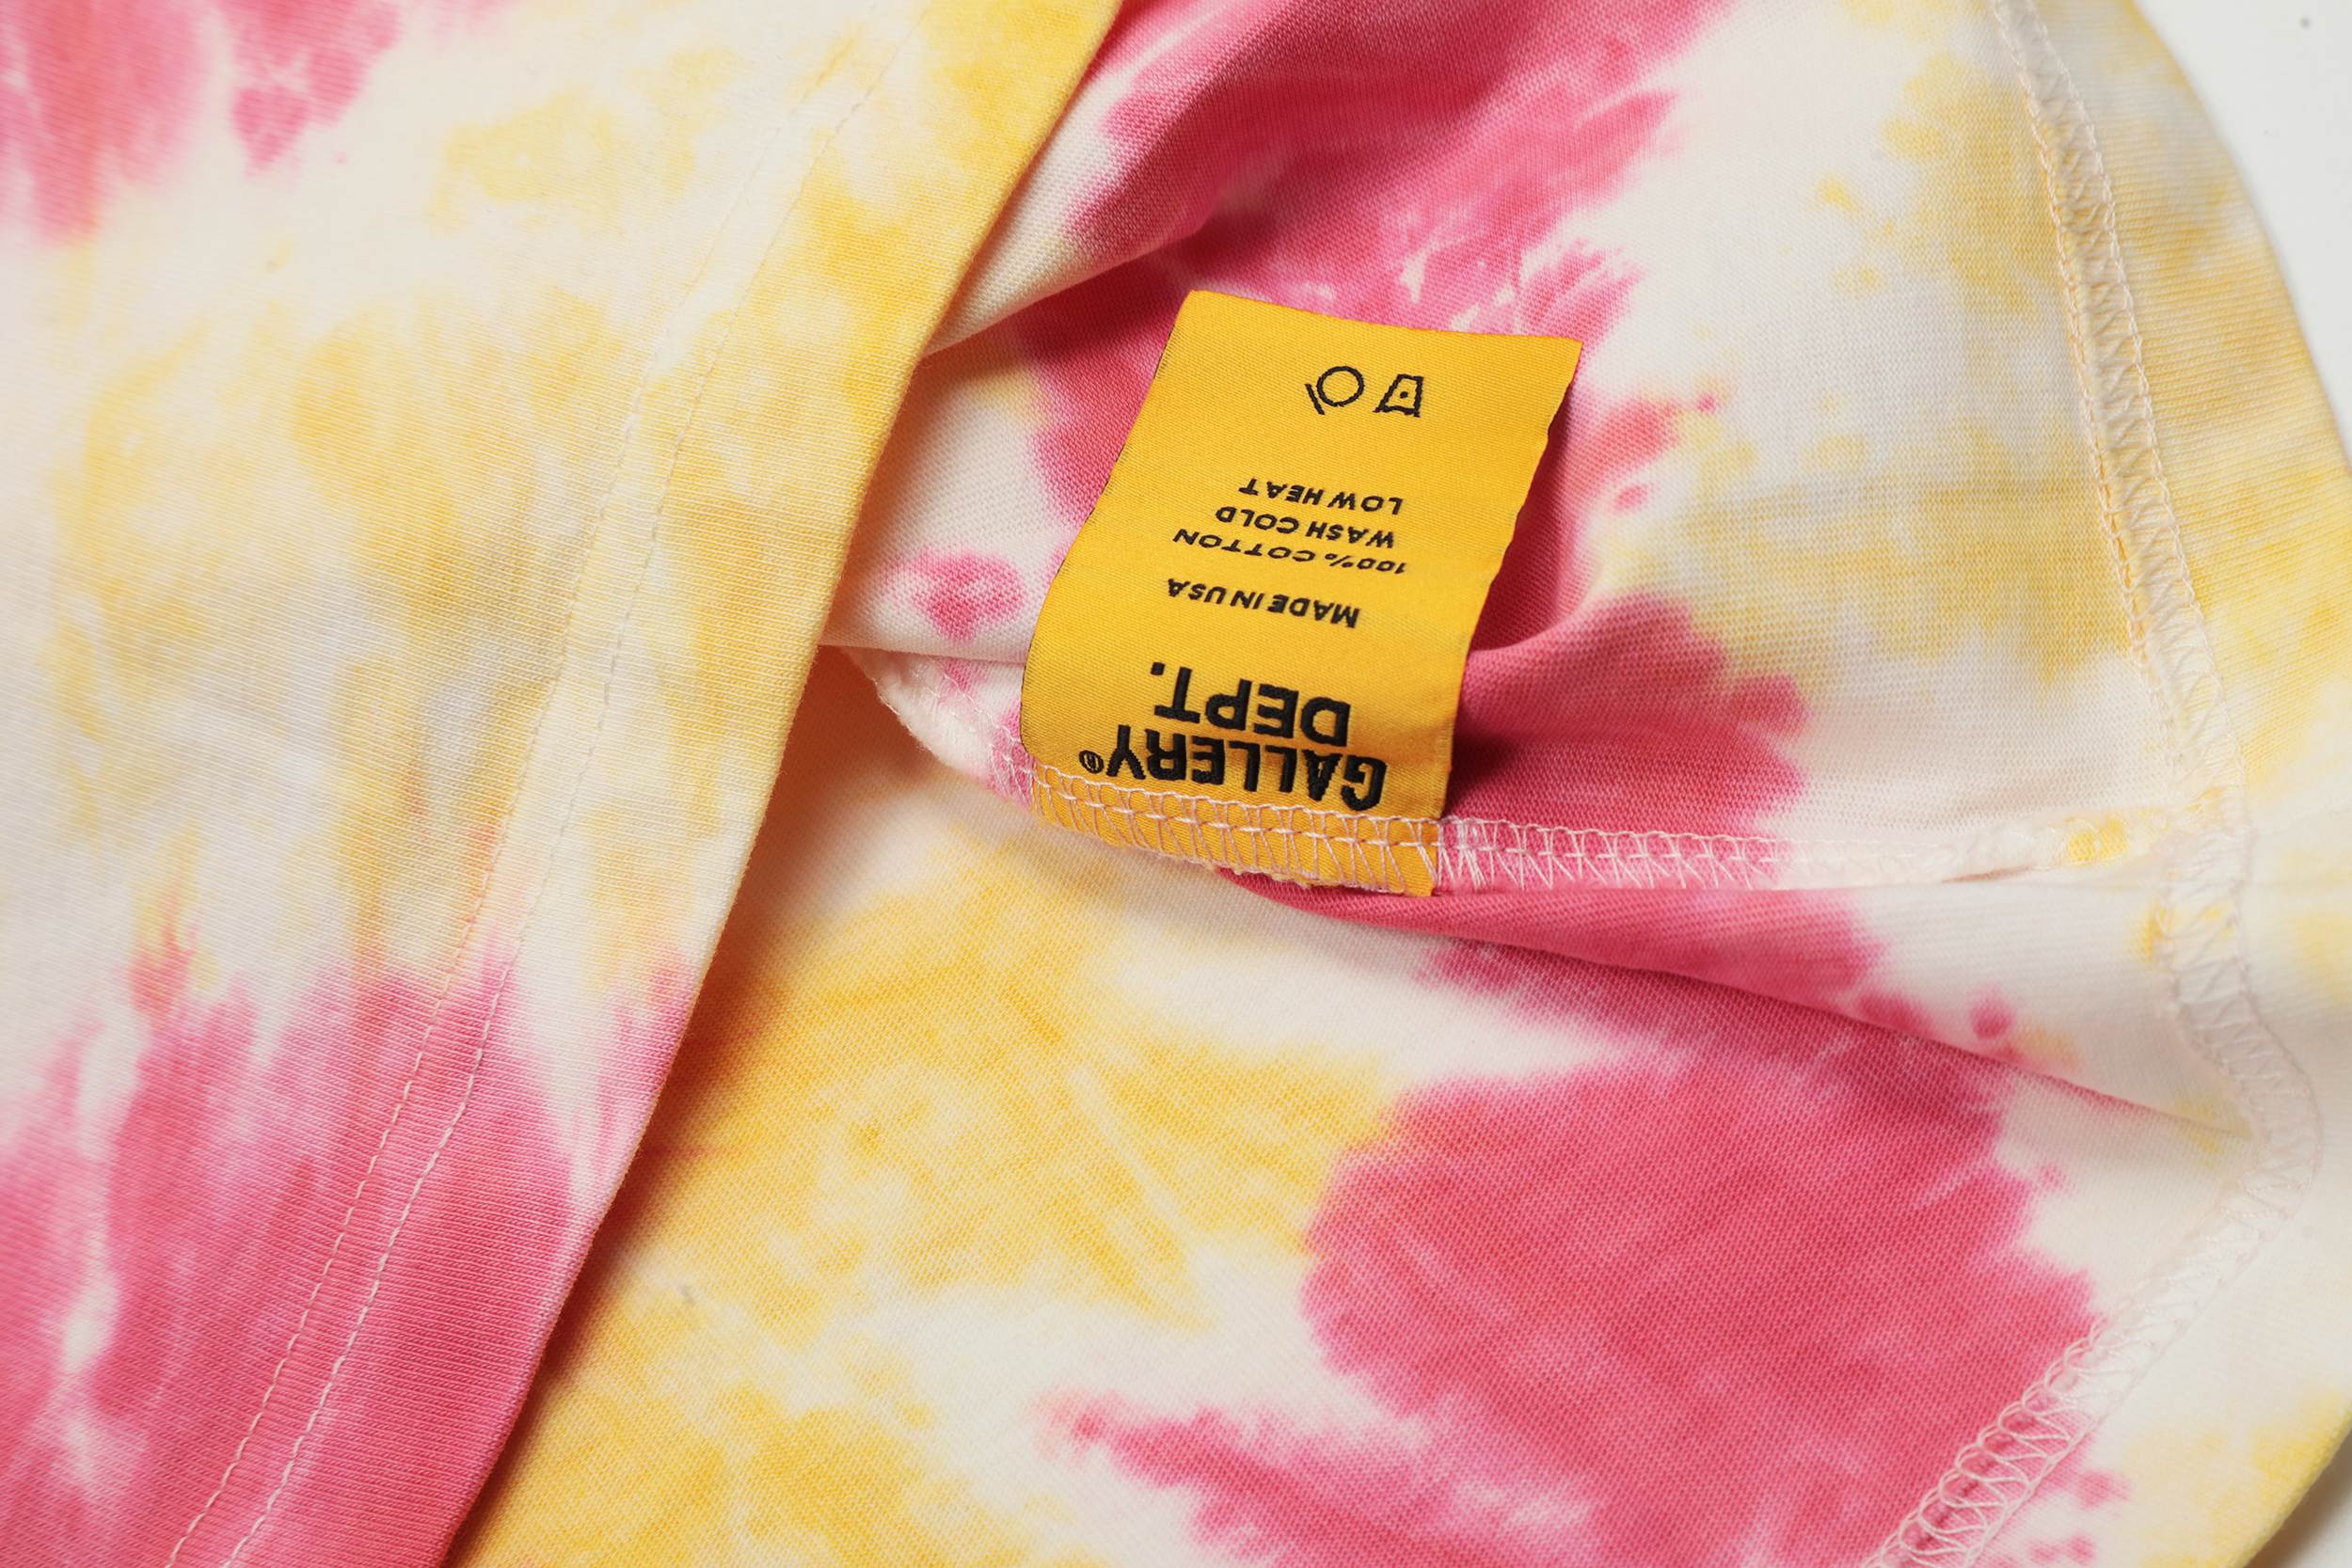 GALLERY®
DEPT.
MADE IN USA
100% COTTON
WASH COLD
LOW HEAT